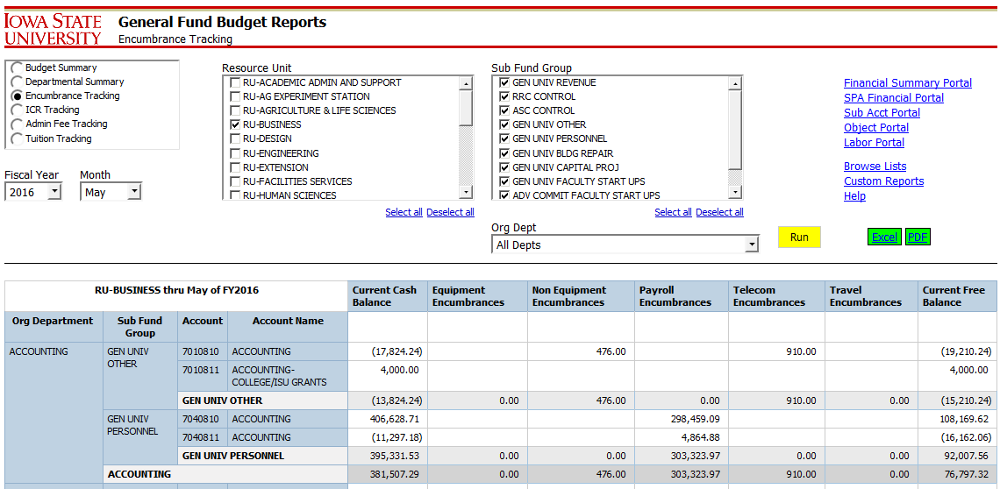 IOWA STATE
UNIVERSITY
General Fund Budget Reports
Encumbrance Tracking
Budget Summary
Departmental Summary
Encumbrance Tracking
ICR Tracking
Admin Fee Tracking
Tuition Tracking
Fiscal Year Month
2016 May
Resource Unit
RU-ACADEMIC ADMIN AND SUPPORT
RU-AG EXPERIMENT STATION
RU-AGRICULTURE & LIFE SCIENCES
RU-BUSINESS
RU-DESIGN
RU-ENGINEERING
RU-EXTENSION
RU-FACILITIES SERVICES
RU-HUMAN SCIENCES
Select all Deselect all
Sub Fund Group
GEN UNIV REVENUE
RRC CONTROL
ASC CONTROL
GEN UNIV OTHER
GEN UNIV PERSONNEL
GEN UNIV BLDG REPAIR
GEN UNIV CAPITAL PROJ
GEN UNIV FACULTY START UPS
ADV COMMIT FACULTY START UPS
Select all Deselect all
Org Dept
All Depts
Run
Financial Summary Portal
SPA Financial Portal
Sub Acct Portal
Object Portal
Labor Portal
Browse Lists
Custom Reports
Help
Excel PDF
RU-BUSINESS thru May of FY2016
Current Cash
Balance
Equipment
Encumbrances
Non Equipment
Encumbrances
Payroll
Encumbrances
Telecom
Encumbrances
Travel
Encumbrances
Current Free
Balance
Org Department
Sub Fund
Group
Account
Account Name
ACCOUNTING
GEN UNIV
OTHER
7010810 ACCOUNTING (17,824.24) 476.00 910.00 (19,210.24)
7010811 ACCOUNTING-
COLLEGE/ISU GRANTS
4,000.00 4,000.00
GEN UNIV OTHER (13,824.24) 0.00 476.00 0.00 910.00 0.00 (15,210.24)
GEN UNIV
PERSONNEL
7040810 ACCOUNTING 406,628.71 298,459.09 108,169.62
7040811 ACCOUNTING (11,297.18) 4,864.88 (16,162.06)
GEN UNIV PERSONNEL 395,331.53 0.00 0.00 303,323.97 0.00 0.00 92,007.56
ACCOUNTING 381,507.29 0.00 476.00 303,323.97 910.00 0.00 76,797.32